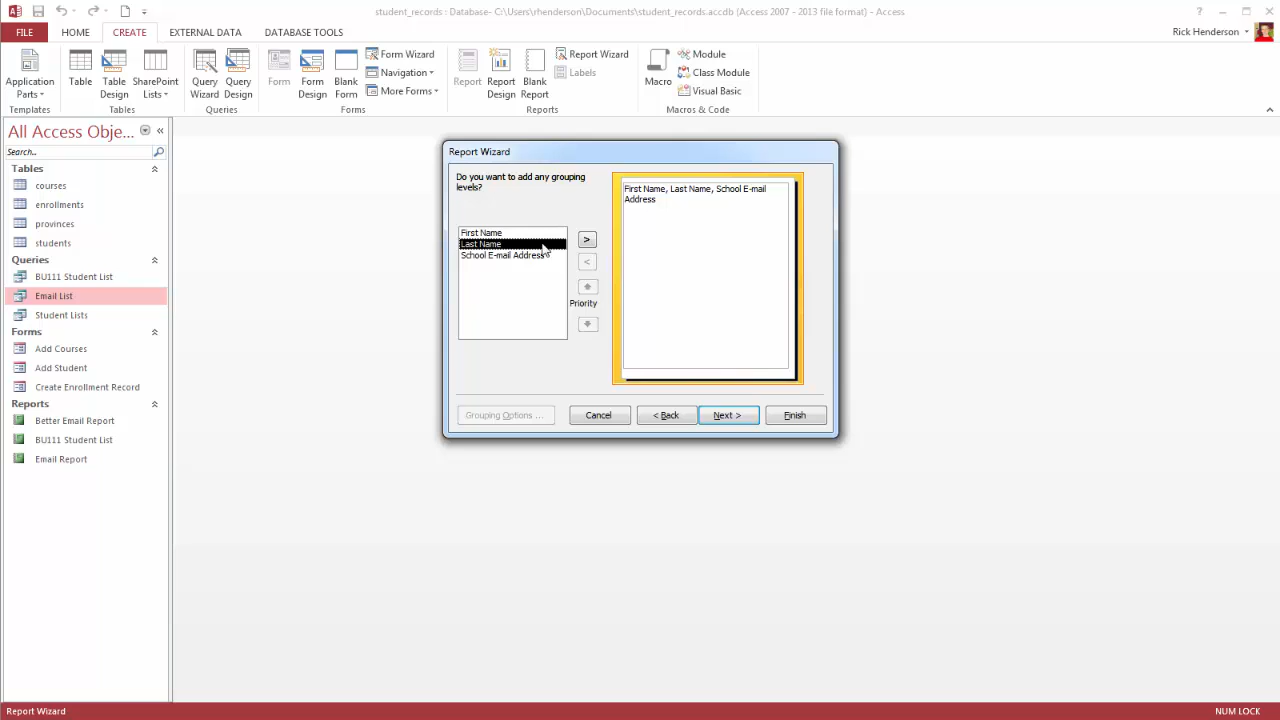 student_records : Database- C:\Users\rhenderson\Documents\student_records.accdb (Access 2007 - 2013 file format) - Access
FILE HOME CREATE EXTERNAL DATA DATABASE TOOLS Rick Henderson
Application Parts
Table
Table Design
SharePoint Lists
Query Wizard
Query Design
Form
Form Design
Blank Form
Form Wizard
Navigation
More Forms
Report
Report Design
Blank Report
Report Wizard
Labels
Macro
Module
Class Module
Visual Basic
Templates Tables Queries Forms Reports Macros & Code
All Access Obje...
Search..
Tables
courses
enrollments
provinces
students
Queries
BU111 Student List
Email List
Student Lists
Forms
Add Courses
Add Student
Create Enrollment Record
Reports
Better Email Report
BU111 Student List
Email Report
Report Wizard
Do you want to add any grouping
levels?
First Name
Last Name
School E-mail Address
>
<
Priority
First Name, Last Name, School E-mail
Address
Grouping Options ... Cancel < Back Next > Finish
Report Wizard NUM LOCK